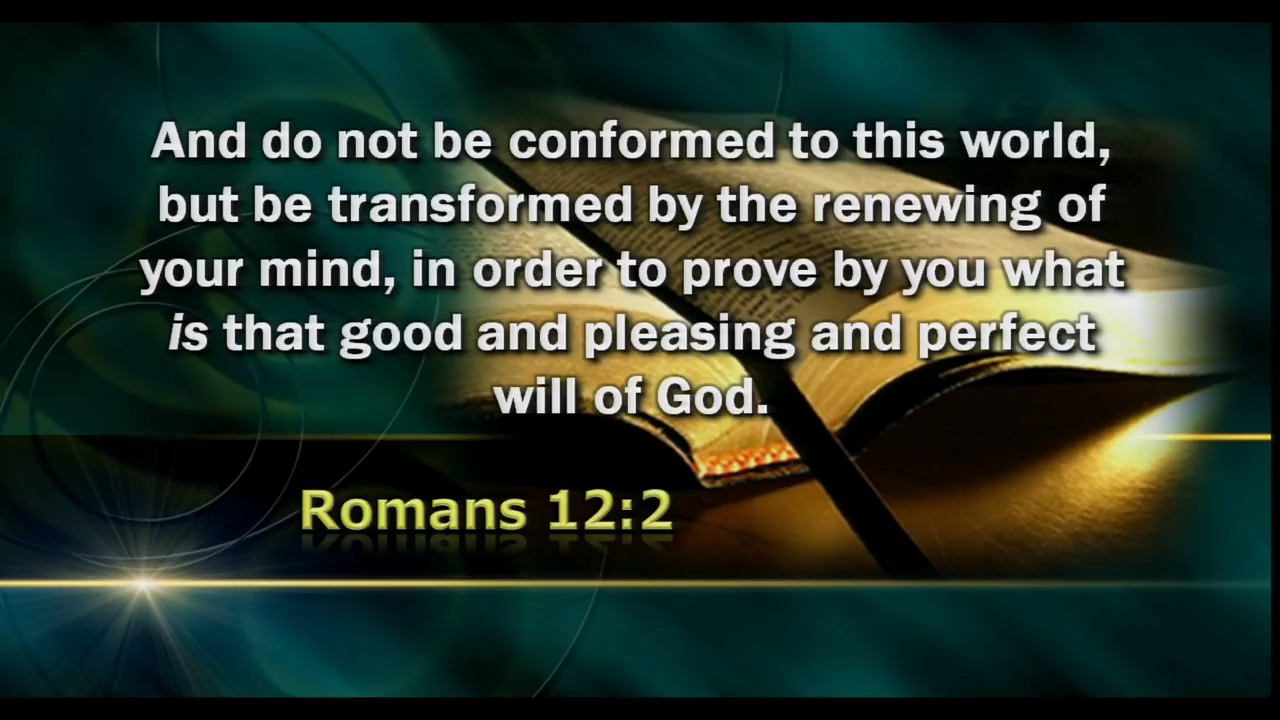 And do not be conformed to this world,
but be transformed by the renewing of
your mind, in order to prove by you what
is that good and pleasing and perfect
will of God.
Romans 12:2